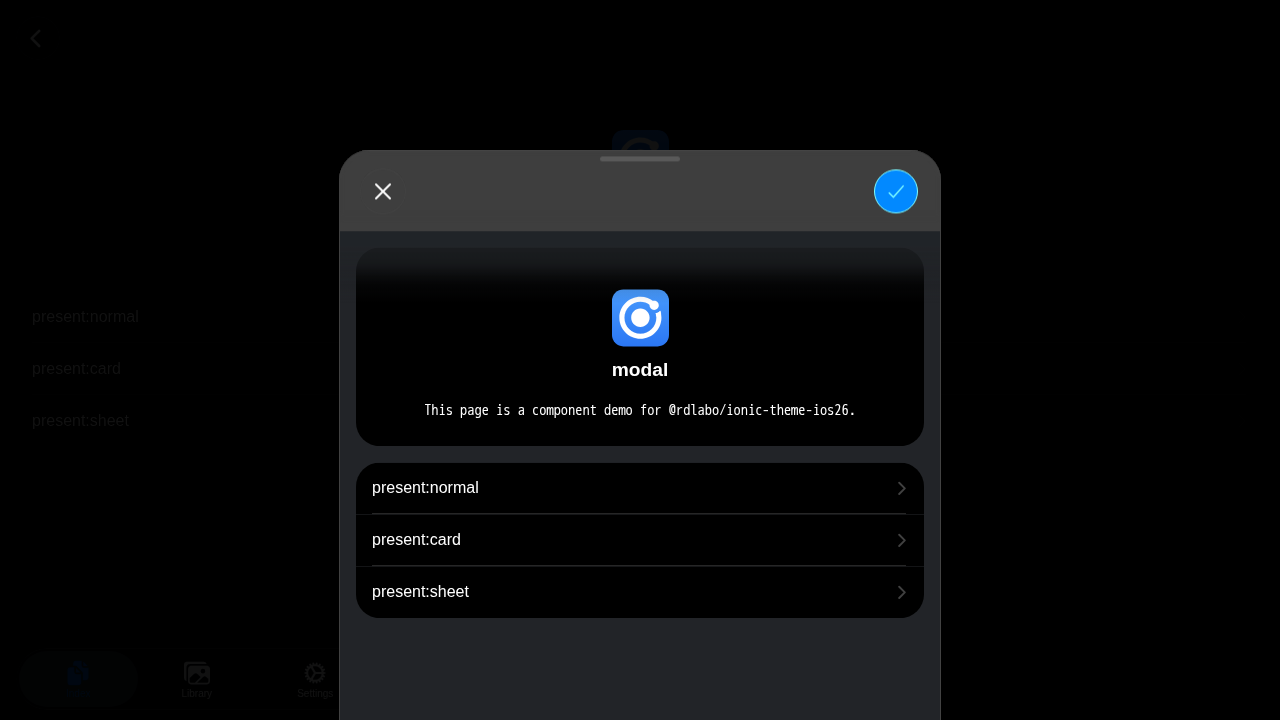 modal
This page is a component demo for @rdlabo/ionic-theme-ios26.
present:normal
present:card
present:sheet
present:normal
present:card
present:sheet
Library
Settings